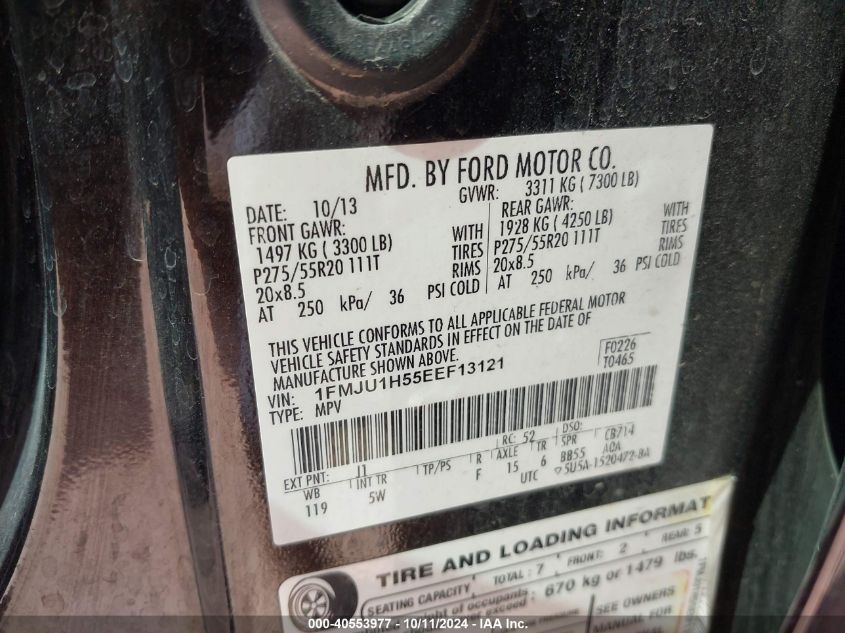 MFD. BY FORD MOTOR CO.
DATE: 10/13 GVWR: 3311 KG ( 7300 LB)
FRONT GAWR: REAR GAWR:
1497 KG ( 3300 LB) WITH 1928 KG ( 4250 LB) WITH
P275/55R20 111T TIRES P275/55R20 111T TIRES
20x8.5 RIMS 20x8.5 RIMS
AT 250 kPa/ 36 PSI COLD AT 250 kPa/ 36 PSI COLD
THIS VEHICLE CONFORMS TO ALL APPLICABLE FEDERAL MOTOR
VEHICLE SAFETY STANDARDS IN EFFECT ON THE DATE OF
MANUFACTURE SHOWN ABOVE.
VIN: 1FMJU1H55EEF13121
TYPE: MPV
F0226
T0465
EXT PNT: J1 RC: 52 DSO:
WB INT TR TP/PS R AXLE TR SPR CB714
119 5W F 15 6 BB55 AOA
UTC 5U5A-1520472-BA
TIRE AND LOADING INFORMAT
SEATING CAPACITY TOTAL: 7 FRONT: 2 REAR: 5
670 kg or 1479 lbs.
SEE OWNERS
MANUAL FOR
000-40553977 - 10/11/2024 - IAA Inc.